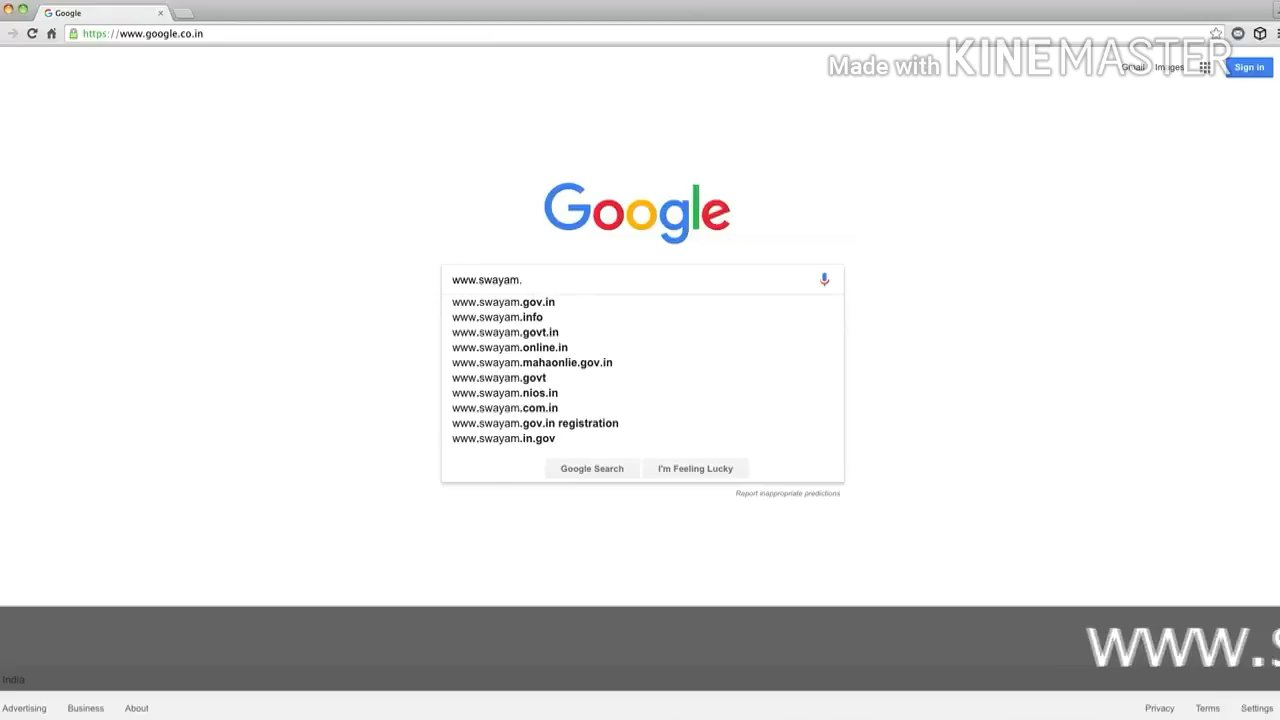 Google
https://www.google.co.in
Made with KINEMASTER
Gmail Images Sign in
Google
www.swayam.
www.swayam.gov.in
www.swayam.info
www.swayam.govt.in
www.swayam.online.in
www.swayam.mahaonlie.gov.in
www.swayam.govt
www.swayam.nios.in
www.swayam.com.in
www.swayam.gov.in registration
www.swayam.in.gov
Google Search I'm Feeling Lucky
Report inappropriate predictions
www.s
India
Advertising Business About Privacy Terms Settings